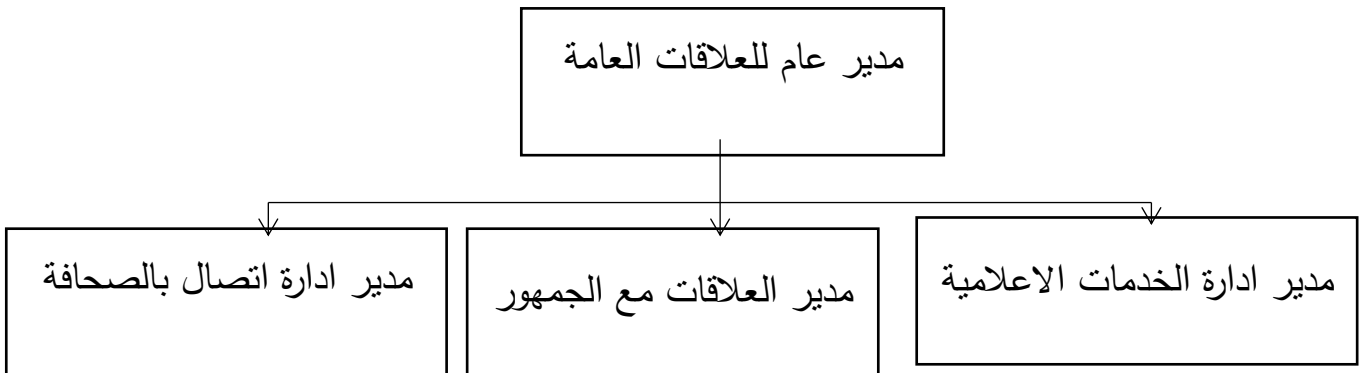 مدير عام للعلاقات العامة
مدير ادارة الخدمات الاعلامية
مدير العلاقات مع الجمهور
مدير ادارة اتصال بالصحافة